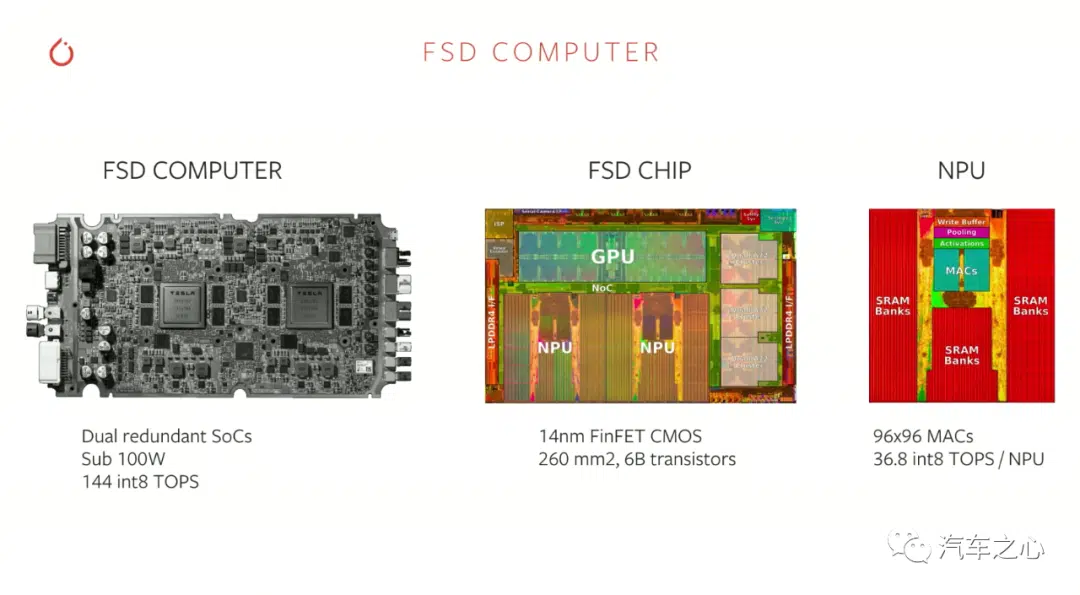 FSD COMPUTER
FSD COMPUTER
FSD CHIP
NPU
TESLA
TESLA
ISP
GPU
NoC
LPDDR4 I/F
LPDDR4 I/F
NPU
NPU
Write Buffer
Pooling
Activations
MACs
SRAM
Banks
SRAM
Banks
SRAM
Banks
Dual redundant SoCs
Sub 100W
144 int8 TOPS
14nm FinFET CMOS
260 mm2, 6B transistors
96x96 MACs
36.8 int8 TOPS / NPU
汽车之心